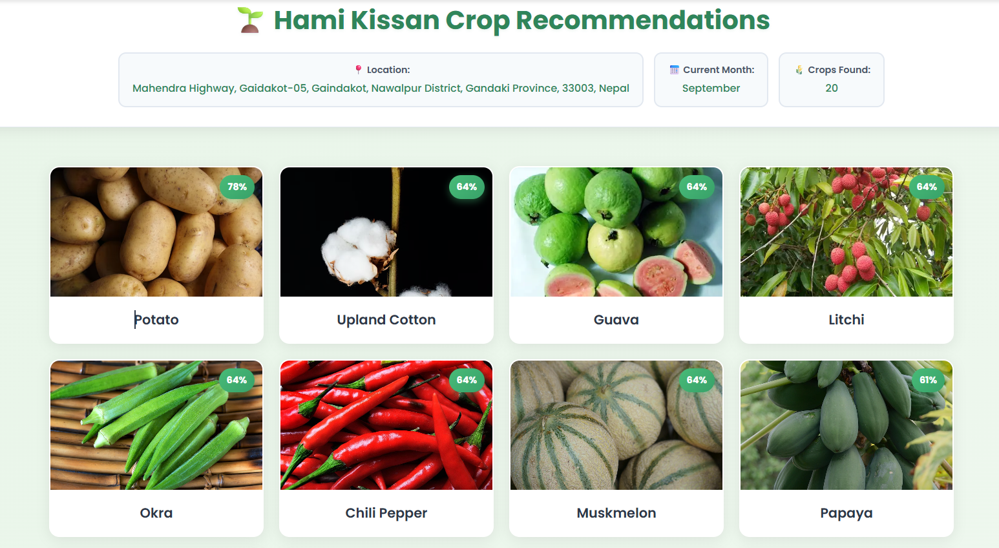 Hami Kissan Crop Recommendations
Location:
Mahendra Highway, Gaidakot-05, Gaindakot, Nawalpur District, Gandaki Province, 33003, Nepal
Current Month:
September
Crops Found:
20
78%
64%
64%
64%
Potato
Upland Cotton
Guava
Litchi
64%
64%
64%
61%
Okra
Chili Pepper
Muskmelon
Papaya